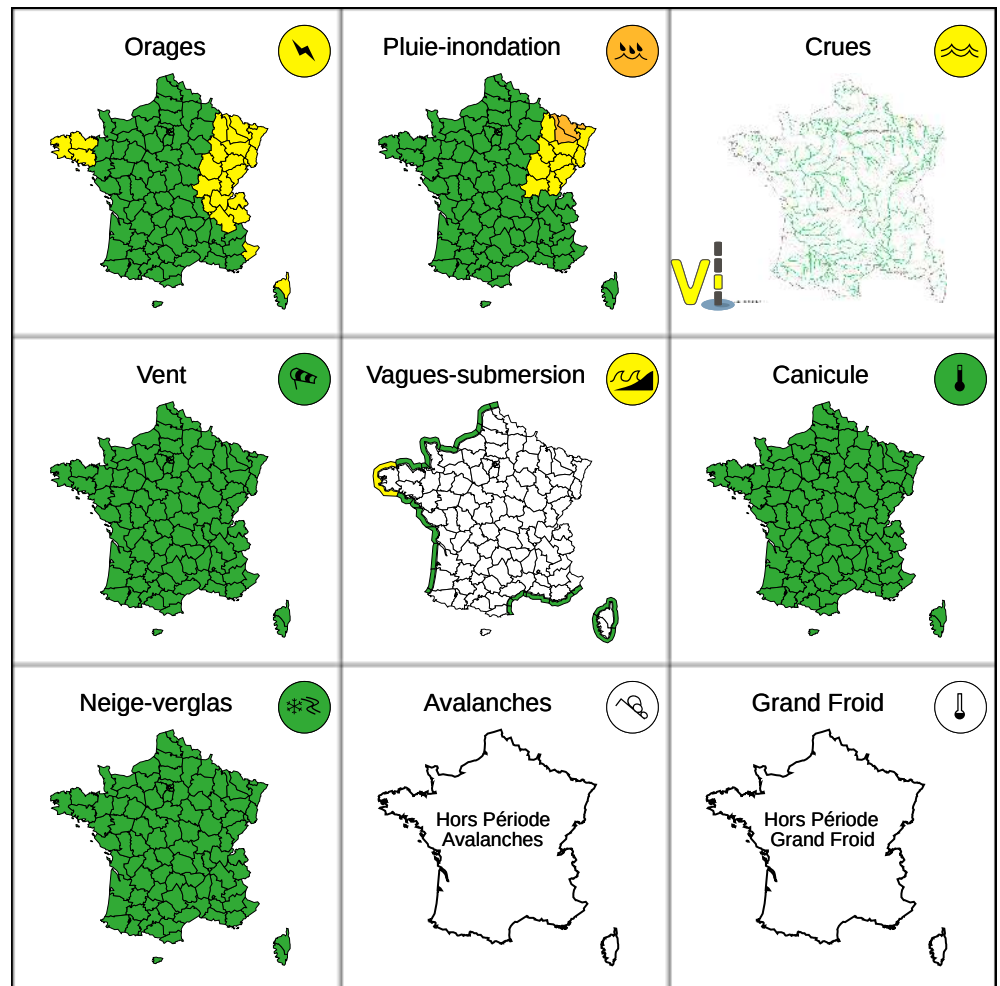 Orages
Pluie-inondation
Crues
Vi
Vent
Vagues-submersion
Canicule
Neige-verglas
Avalanches
Grand Froid
Hors Période
Avalanches
Hors Période
Grand Froid